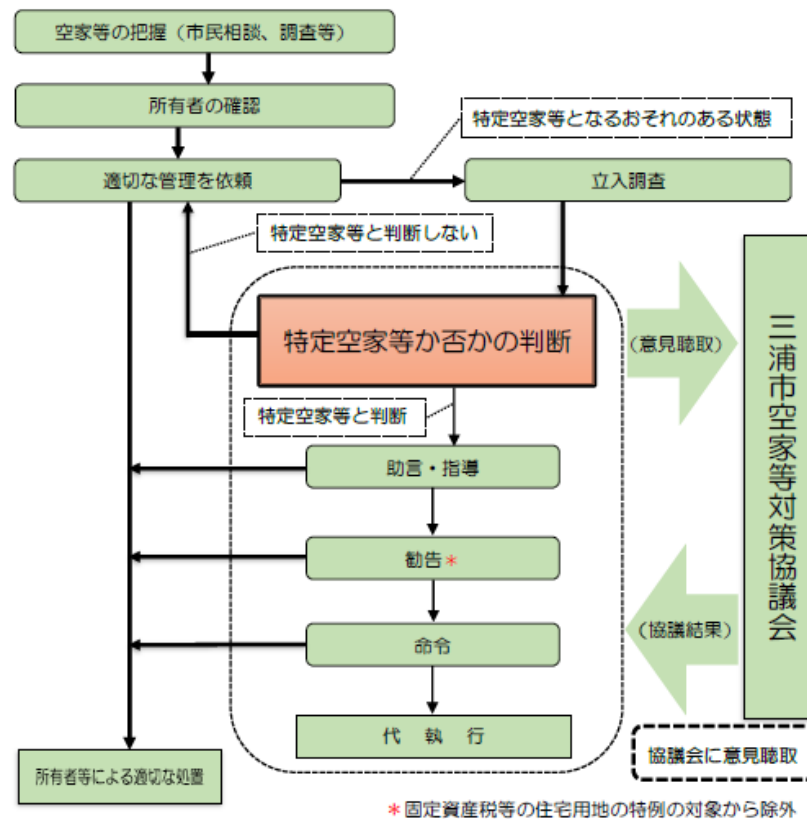 空家等の把握（市民相談、調査等）
所有者の確認
特定空家等となるおそれのある状態
適切な管理を依頼
立入調査
特定空家等と判断しない
特定空家等か否かの判断
（意見聴取）
三浦市空家等対策協議会
特定空家等と判断
助言・指導
勧告*
命令
（協議結果）
代 執 行
協議会に意見聴取
所有者等による適切な処置
*固定資産税等の住宅用地の特例の対象から除外